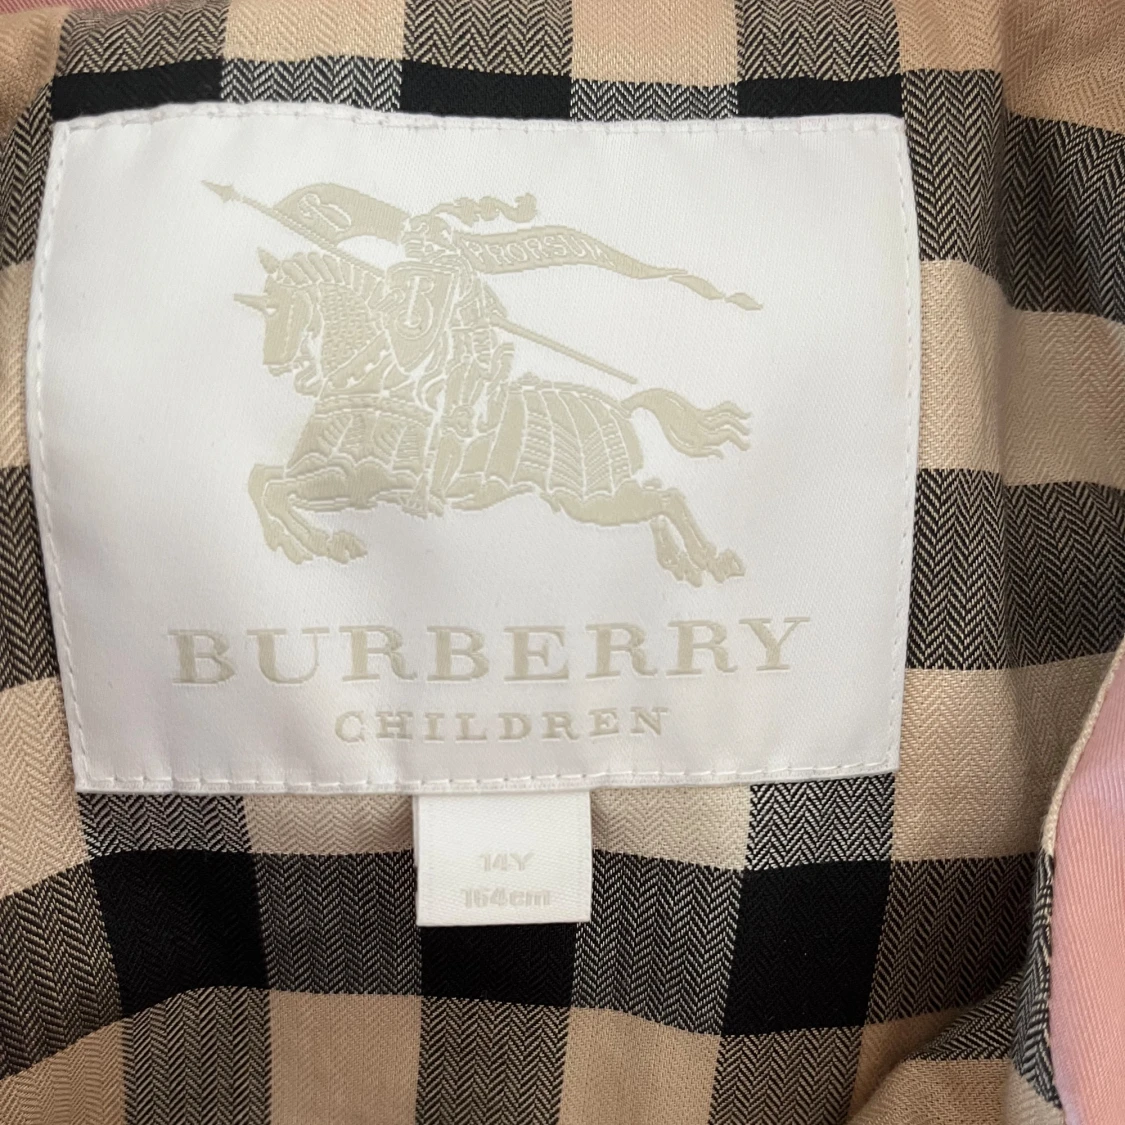 PRORSUM
B
BURBERRY
CHILDREN
14Y
164cm